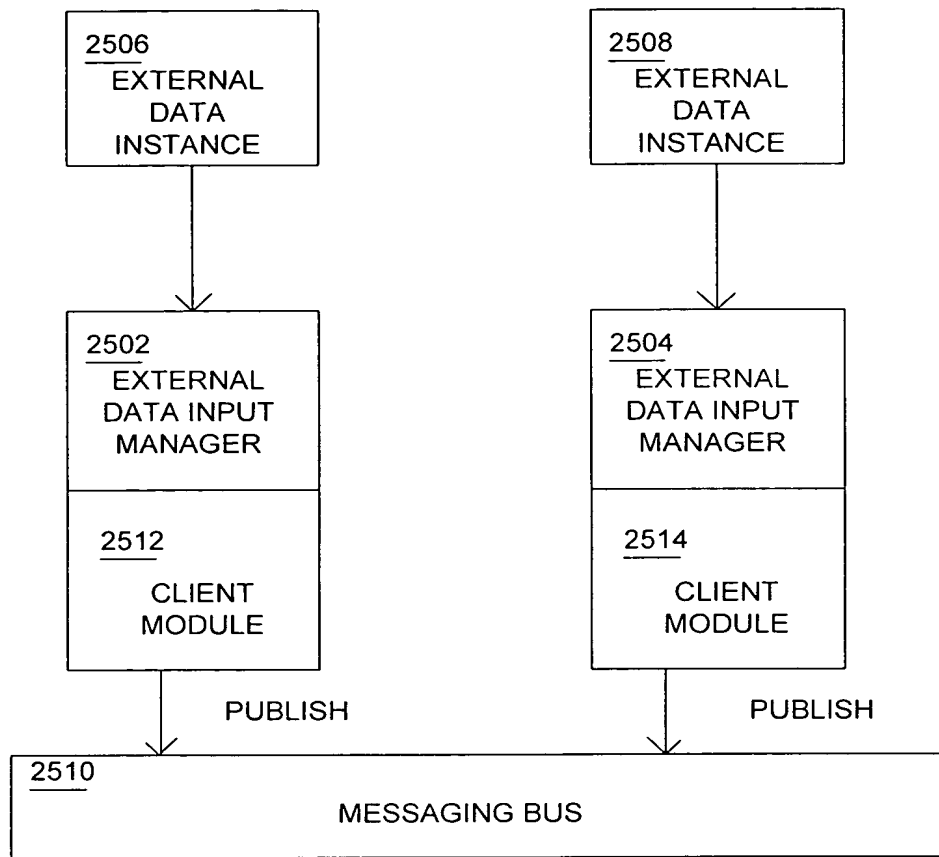 2506
EXTERNAL
DATA
INSTANCE
2508
EXTERNAL
DATA
INSTANCE
2502
EXTERNAL
DATA INPUT
MANAGER
2504
EXTERNAL
DATA INPUT
MANAGER
2512
CLIENT
MODULE
2514
CLIENT
MODULE
PUBLISH
PUBLISH
2510
MESSAGING BUS